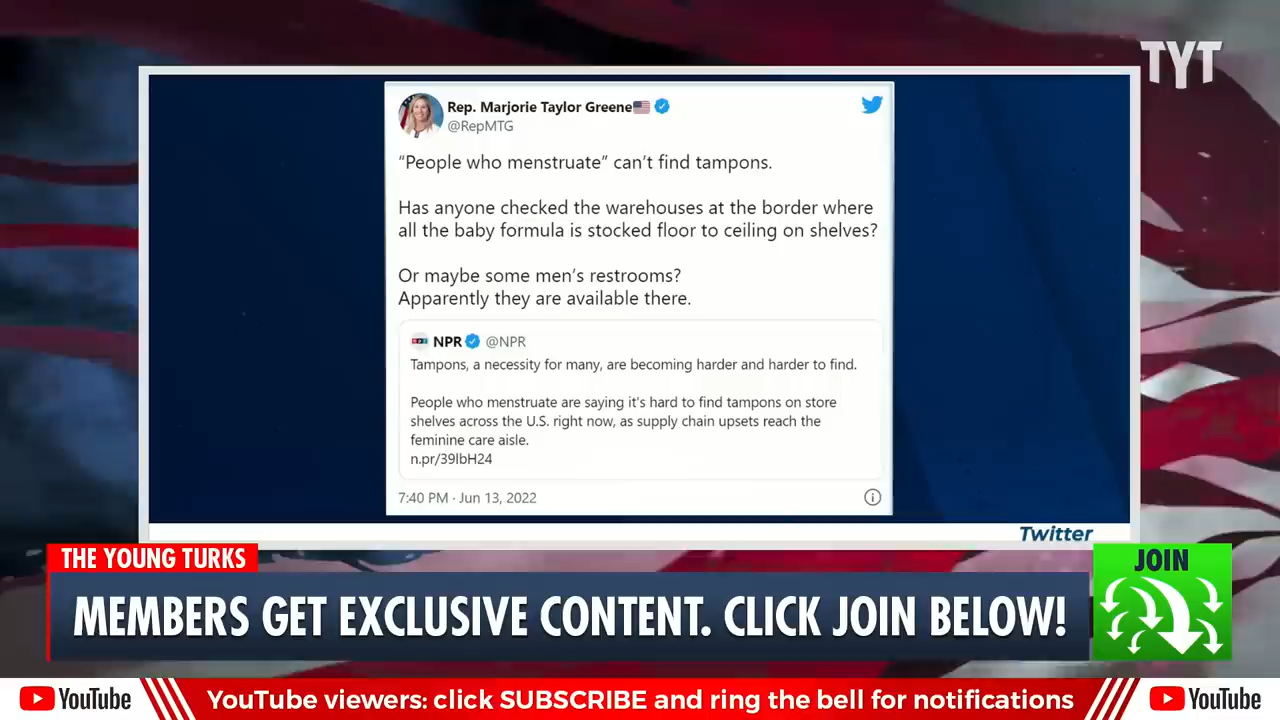 TYT
Rep. Marjorie Taylor Greene
@RepMTG
“People who menstruate” can’t find tampons.
Has anyone checked the warehouses at the border where
all the baby formula is stocked floor to ceiling on shelves?
Or maybe some men’s restrooms?
Apparently they are available there.
NPR @NPR
Tampons, a necessity for many, are becoming harder and harder to find.
People who menstruate are saying it's hard to find tampons on store
shelves across the U.S. right now, as supply chain upsets reach the
feminine care aisle.
n.pr/39lbH24
7:40 PM · Jun 13, 2022
Twitter
THE YOUNG TURKS
JOIN
MEMBERS GET EXCLUSIVE CONTENT. CLICK JOIN BELOW!
YouTube YouTube viewers: click SUBSCRIBE and ring the bell for notifications YouTube